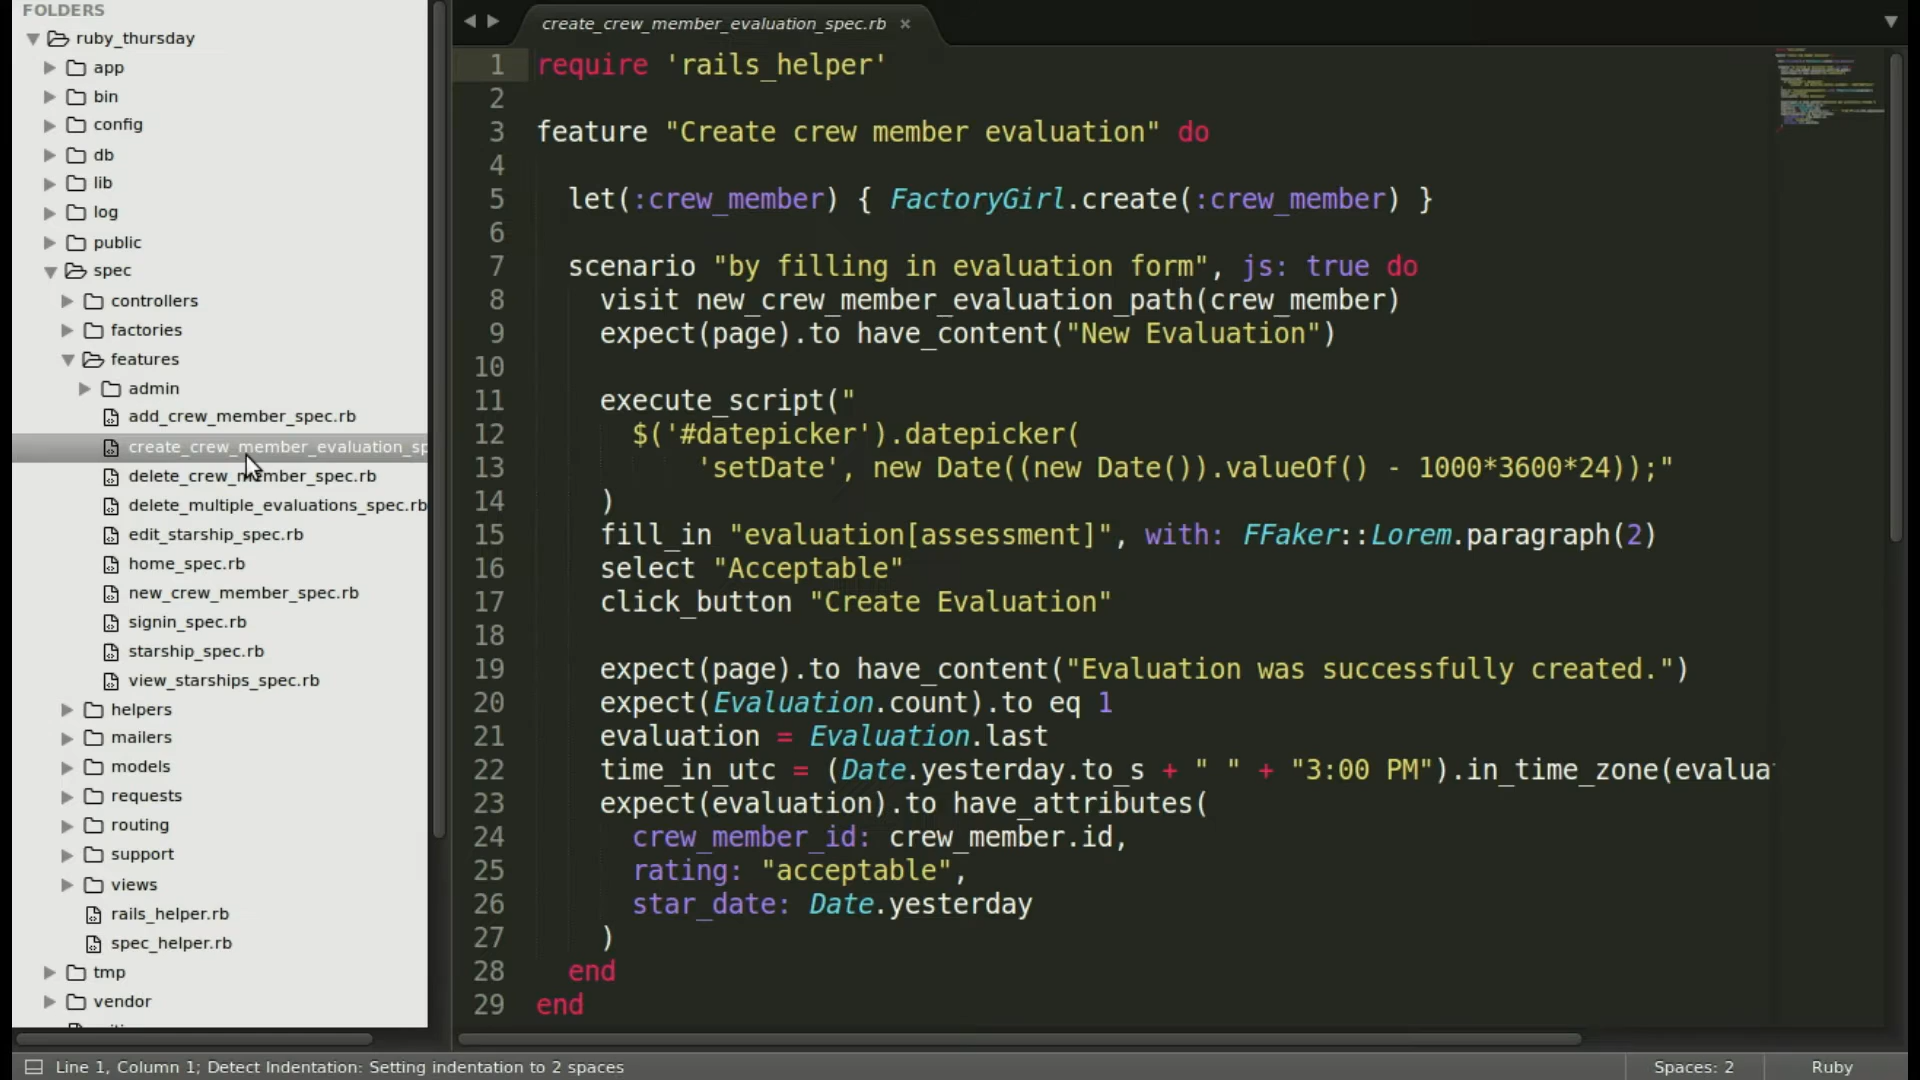 FOLDERS
ruby_thursday
app
bin
config
db
lib
log
public
spec
controllers
factories
features
admin
add_crew_member_spec.rb
create_crew_member_evaluation_sp
delete_crew_member_spec.rb
delete_multiple_evaluations_spec.rb
edit_starship_spec.rb
home_spec.rb
new_crew_member_spec.rb
signin_spec.rb
starship_spec.rb
view_starships_spec.rb
helpers
mailers
models
requests
routing
support
views
rails_helper.rb
spec_helper.rb
tmp
vendor
create_crew_member_evaluation_spec.rb ×
1 require 'rails_helper'
2
3 feature "Create crew member evaluation" do
4
5 let(:crew_member) { FactoryGirl.create(:crew_member) }
6
7 scenario "by filling in evaluation form", js: true do
8 visit new_crew_member_evaluation_path(crew_member)
9 expect(page).to have_content("New Evaluation")
10
11 execute_script("
12 $('#datepicker').datepicker(
13 'setDate', new Date((new Date()).valueOf() - 1000*3600*24));"
14 )
15 fill_in "evaluation[assessment]", with: FFaker::Lorem.paragraph(2)
16 select "Acceptable"
17 click_button "Create Evaluation"
18
19 expect(page).to have_content("Evaluation was successfully created.")
20 expect(Evaluation.count).to eq 1
21 evaluation = Evaluation.last
22 time_in_utc = (Date.yesterday.to_s + " " + "3:00 PM").in_time_zone(evalua
23 expect(evaluation).to have_attributes(
24 crew_member_id: crew_member.id,
25 rating: "acceptable",
26 star_date: Date.yesterday
27 )
28 end
29 end
Line 1, Column 1; Detect Indentation: Setting indentation to 2 spaces
Spaces: 2
Ruby